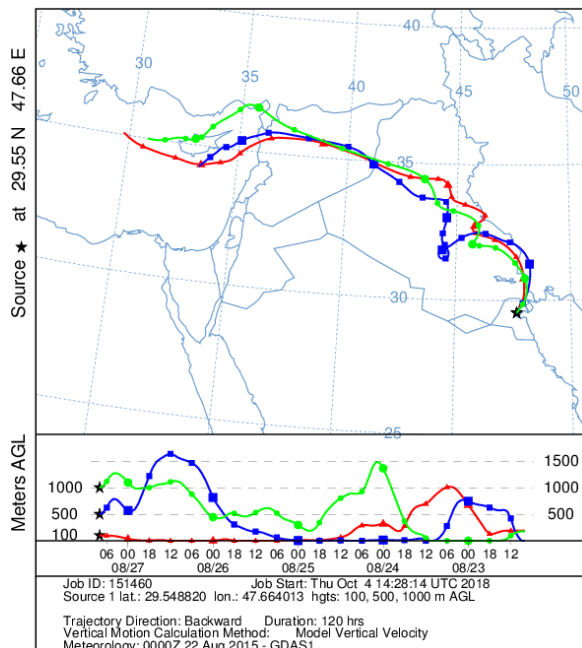 40
30
35
40
45
50
Source ★ at 29.55 N 47.66 E
35
30
25
Meters AGL
1500
1000
1000
500
500
100
06 00 18 12 06 00 18 12 06 00 18 12 06 00 18 12 06 00 18 12
08/27 08/26 08/25 08/24 08/23
Job ID: 151460 Job Start: Thu Oct 4 14:28:14 UTC 2018
Source 1 lat.: 29.548820 lon.: 47.664013 hgts: 100, 500, 1000 m AGL
Trajectory Direction: Backward Duration: 120 hrs
Vertical Motion Calculation Method: Model Vertical Velocity
Meteorology: 0000Z 22 Aug 2015 - GDAS1